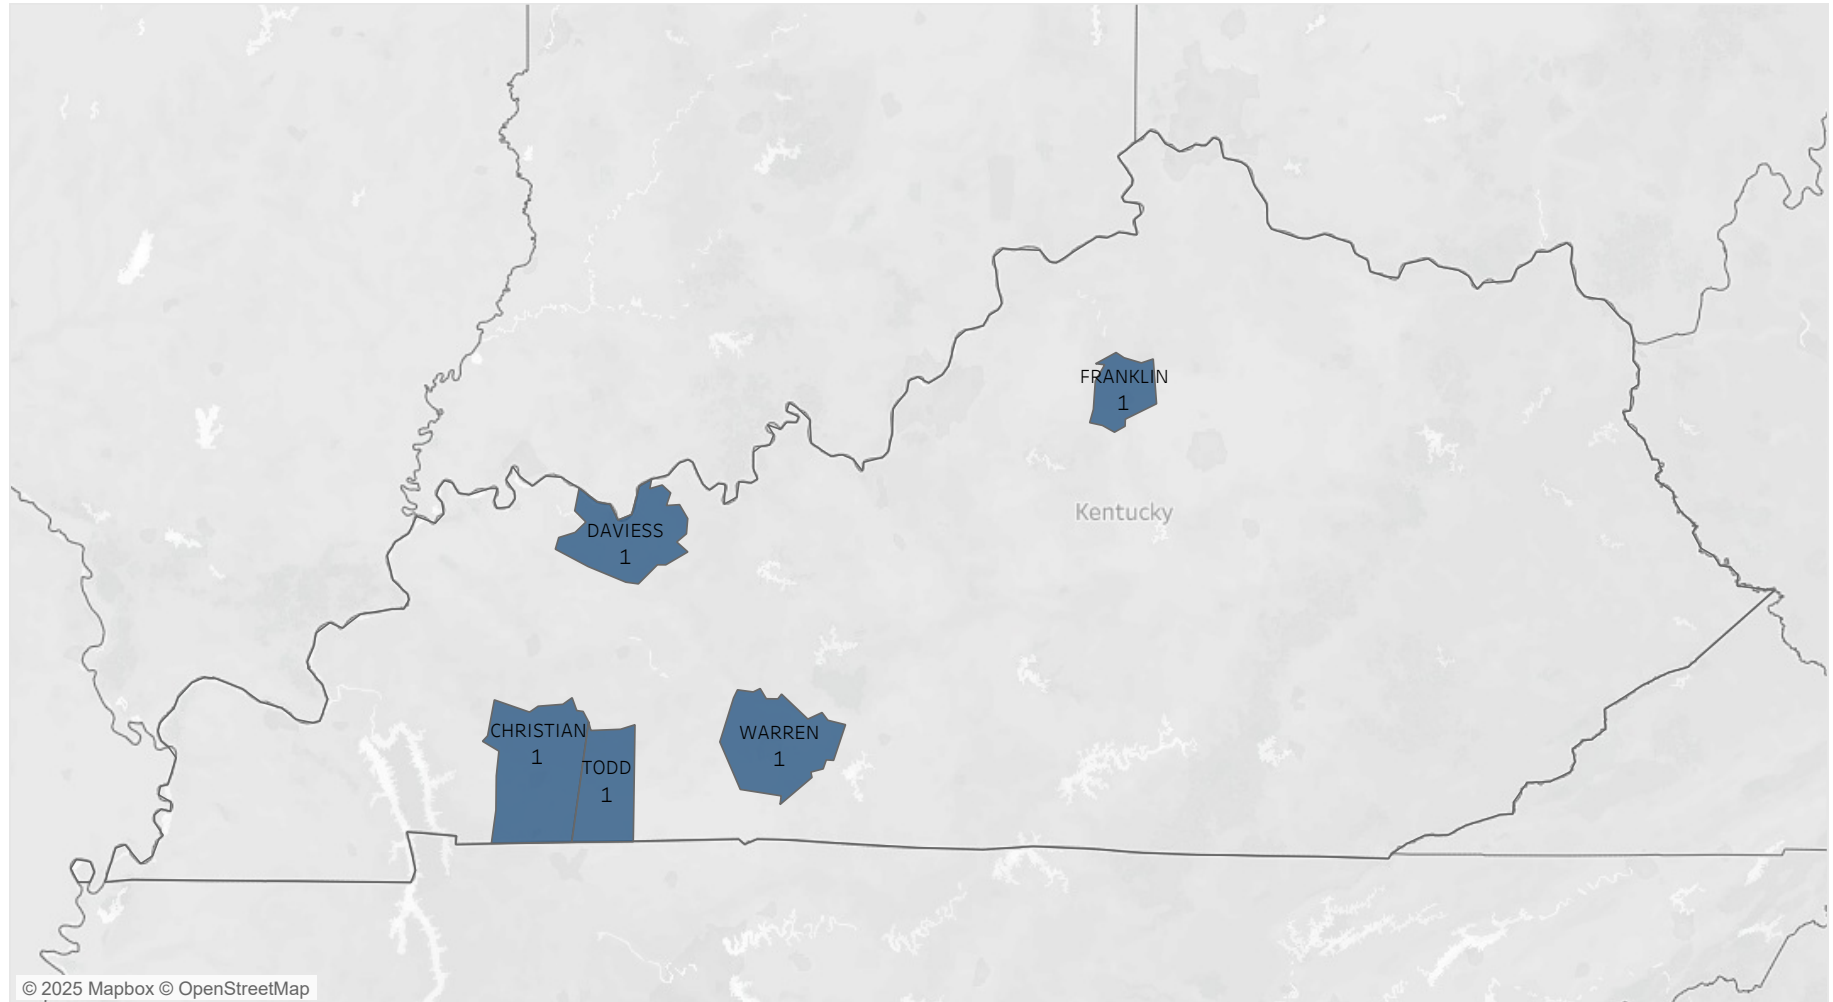 FRANKLIN
1
Kentucky
DAVIESS
1
CHRISTIAN
1
WARREN
1
TODD
1
© 2025 Mapbox © OpenStreetMap